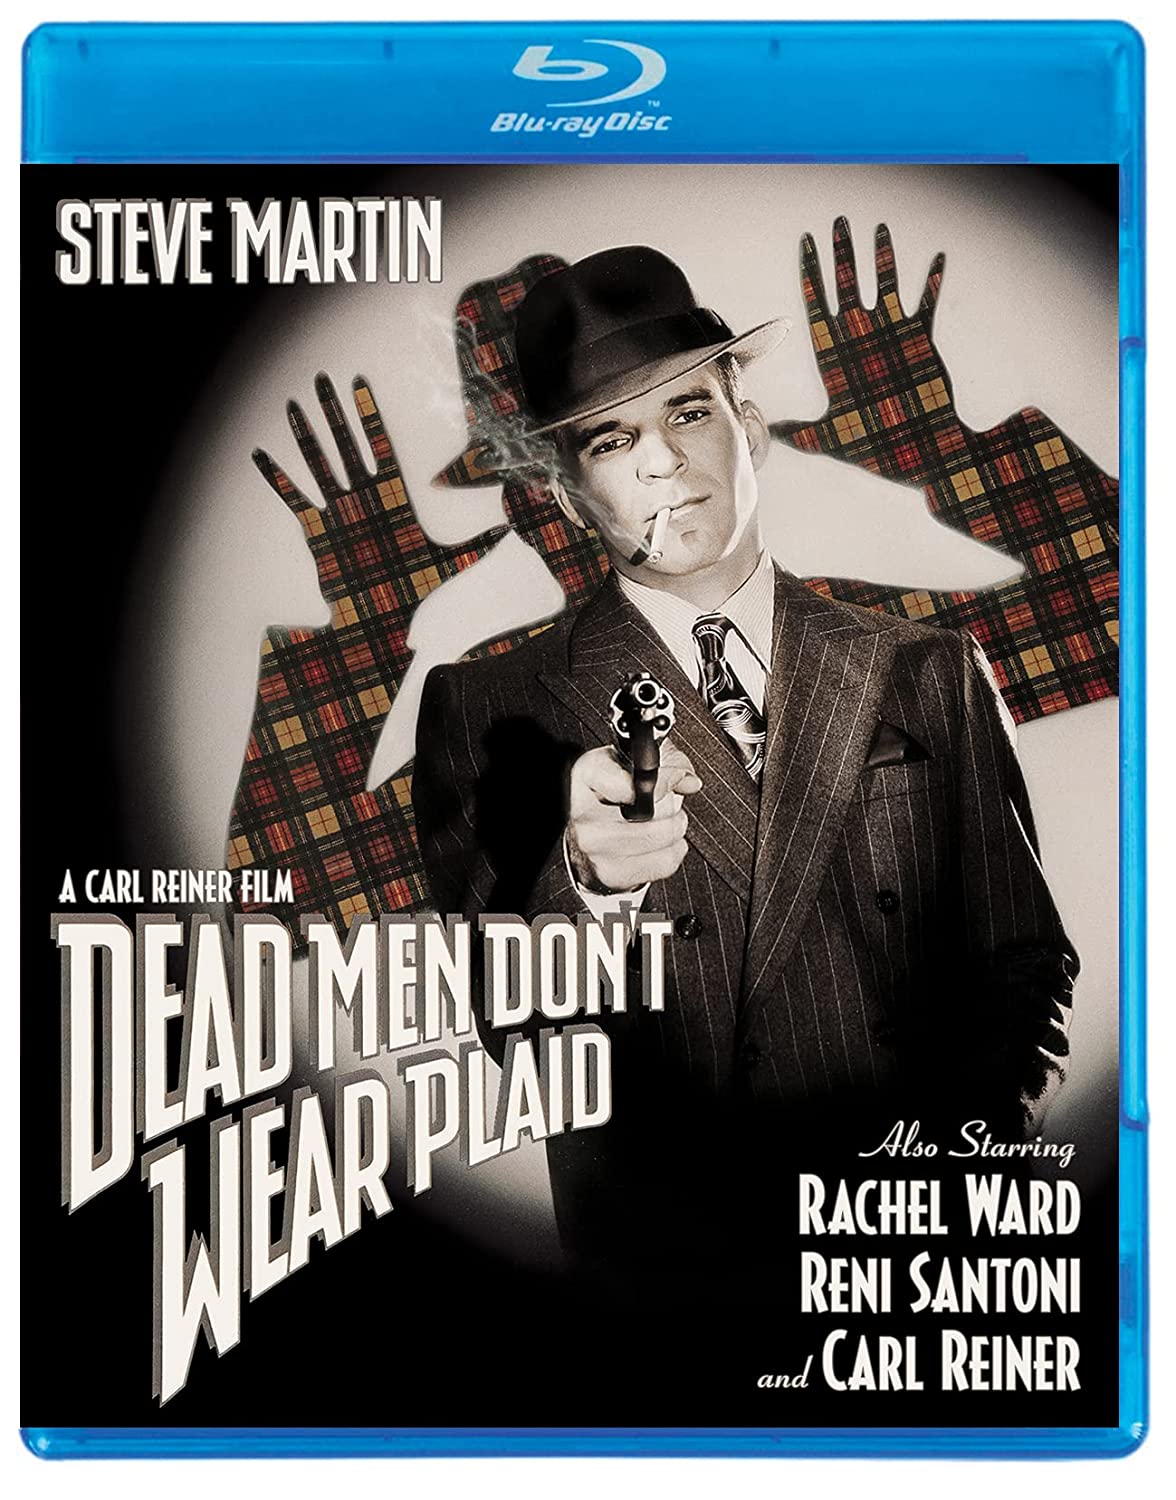 Blu-ray Disc™
STEVE MARTIN
A CARL REINER FILM
DEAD MEN DON'T
WEAR PLAID
Also Starring
RACHEL WARD
RENI SANTONI
and CARL REINER